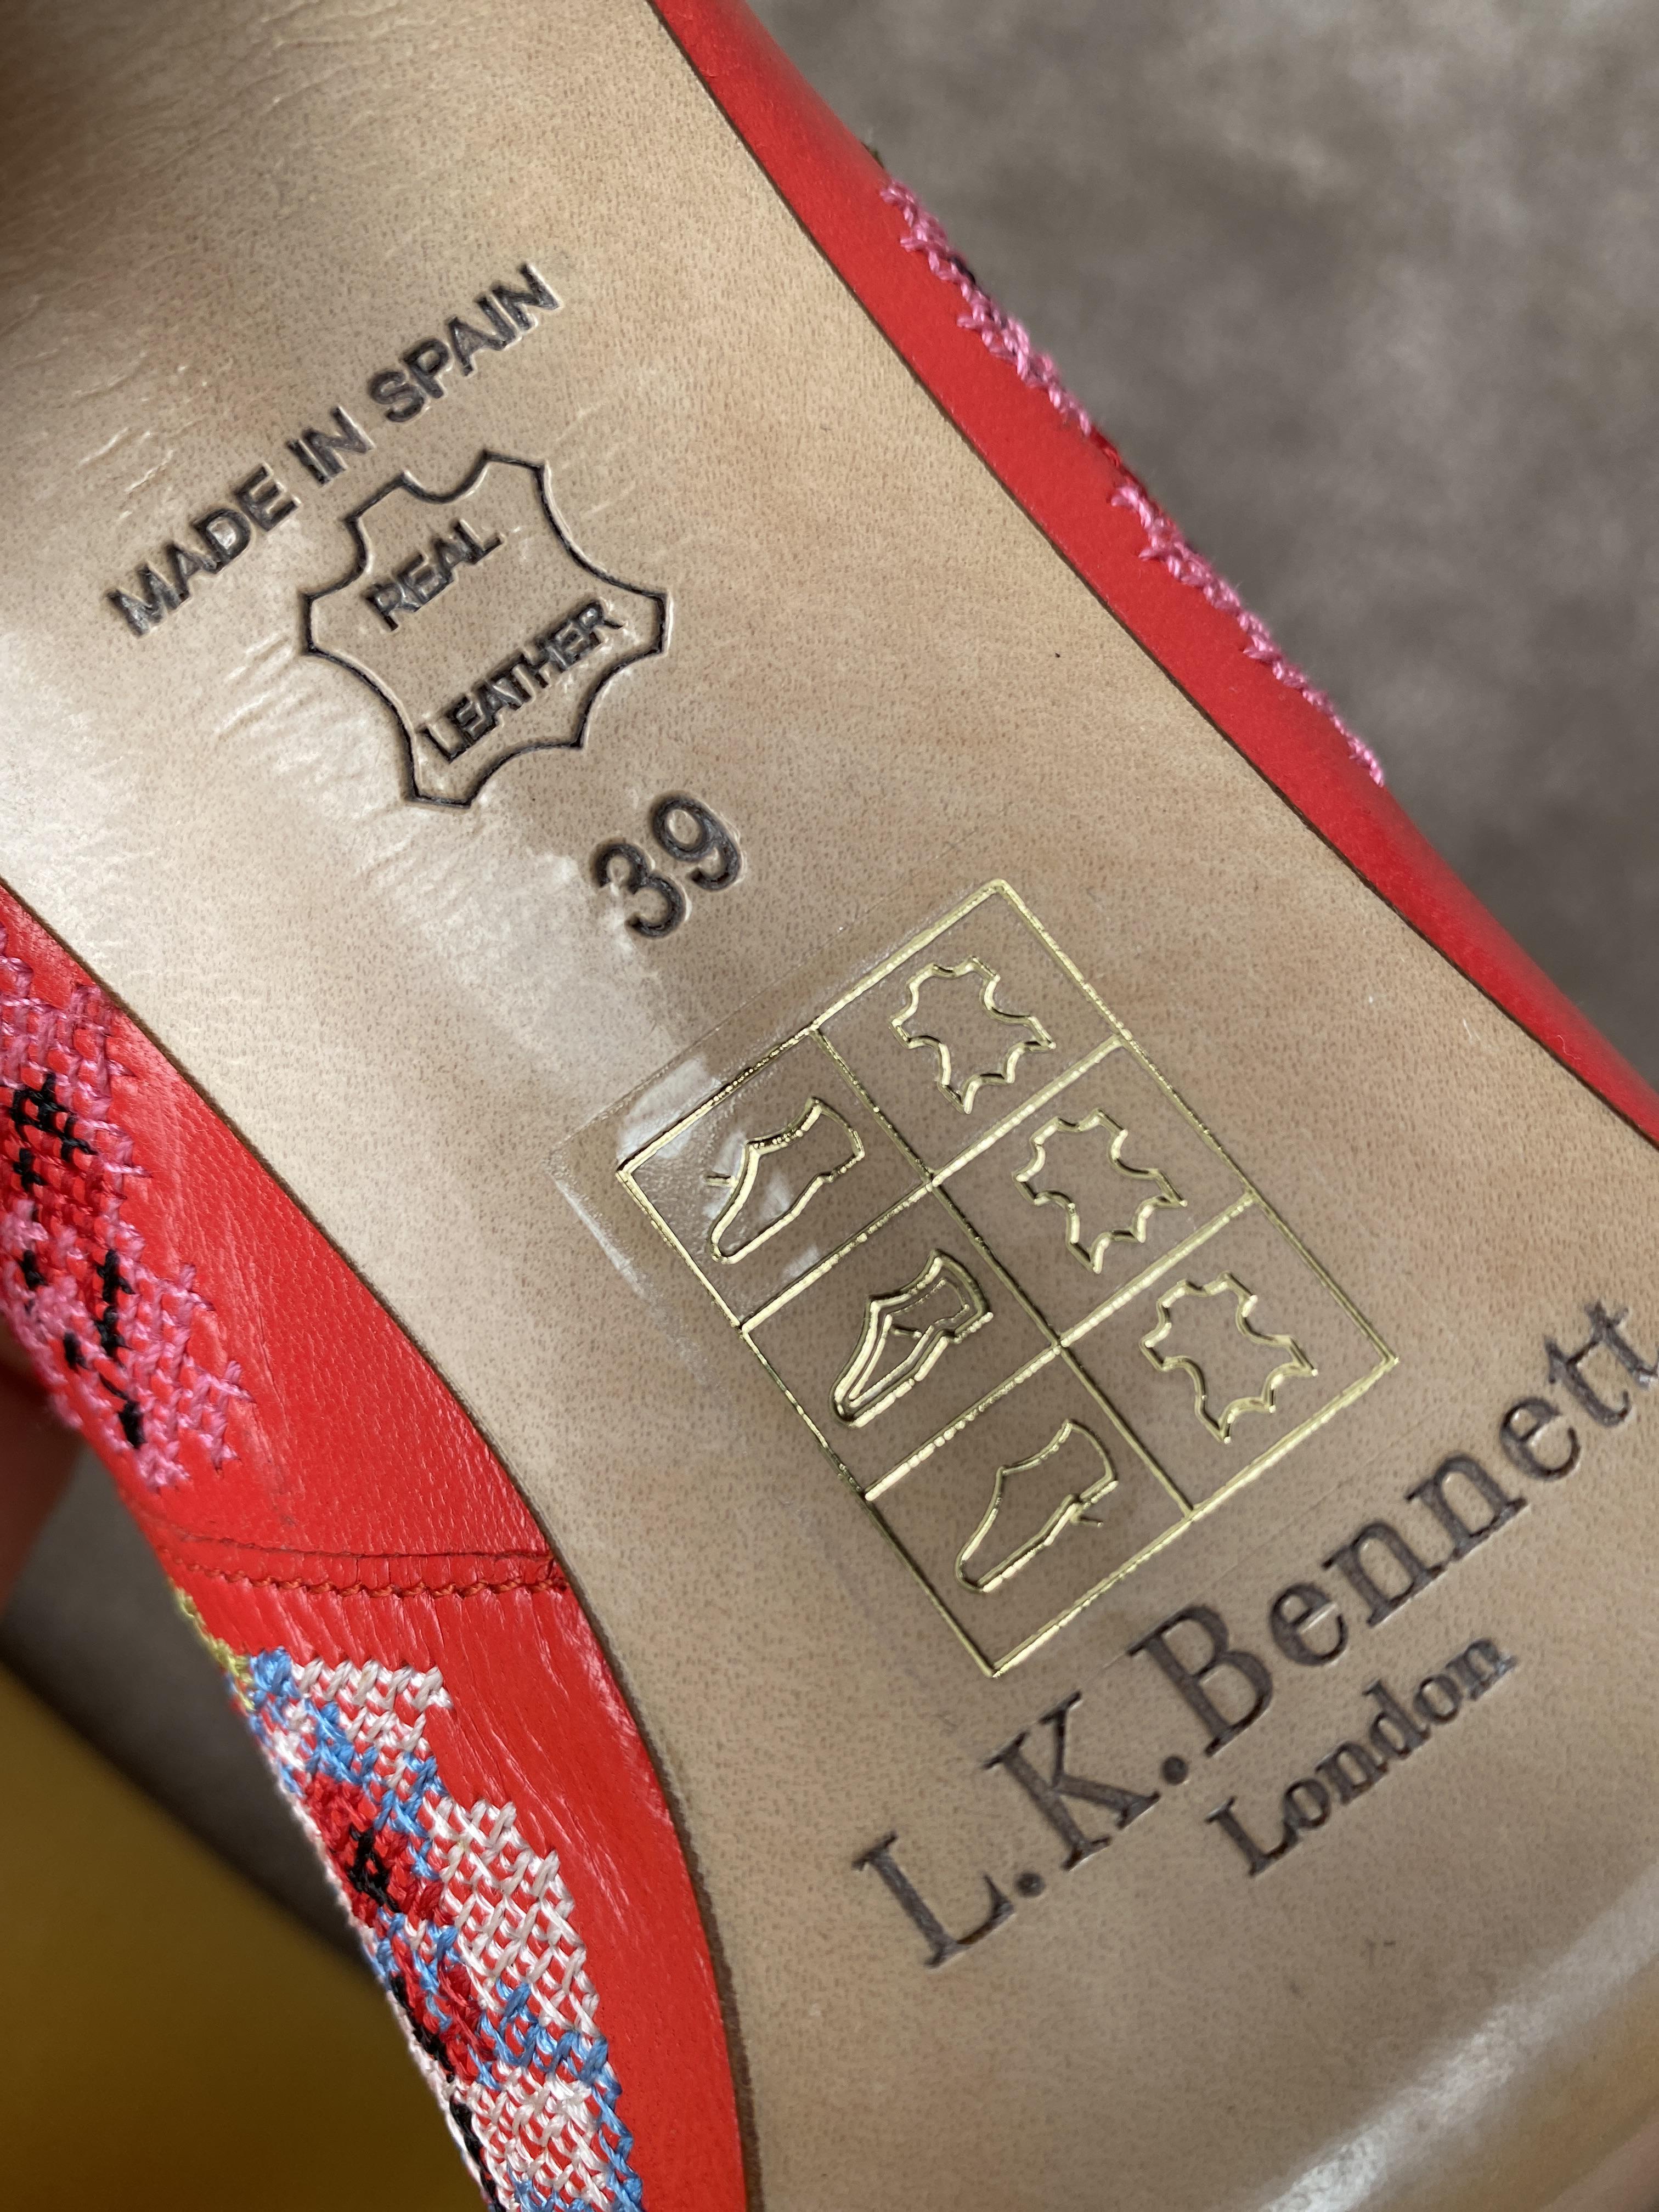 MADE IN SPAIN
REAL
LEATHER
39
L.K.Bennett
London